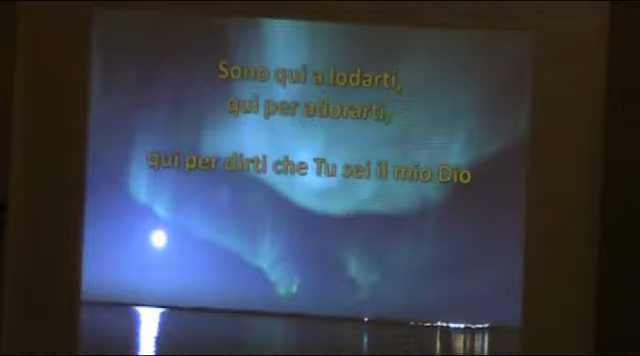 Sono qui a lodarti,
qui per adorarti,
qui per dirti che Tu sei il mio Dio